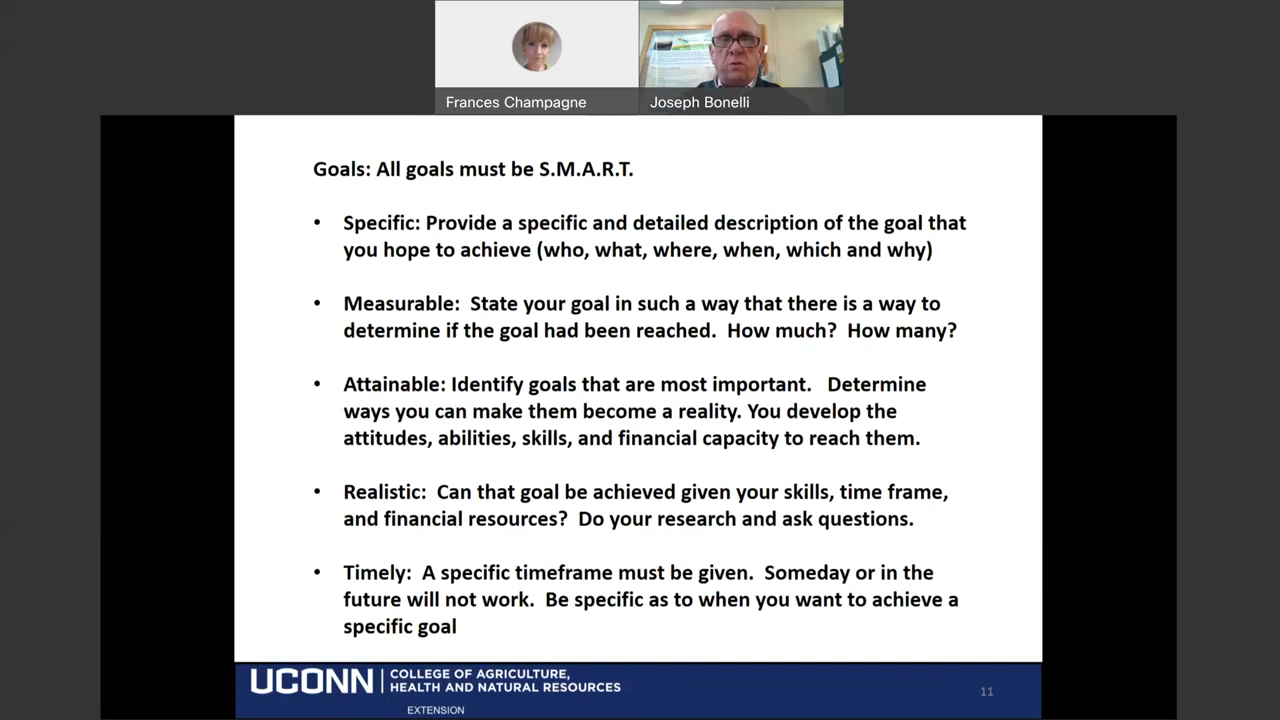 Frances Champagne
Joseph Bonelli
Goals: All goals must be S.M.A.R.T.
• Specific: Provide a specific and detailed description of the goal that
you hope to achieve (who, what, where, when, which and why)
• Measurable: State your goal in such a way that there is a way to
determine if the goal had been reached. How much? How many?
• Attainable: Identify goals that are most important. Determine
ways you can make them become a reality. You develop the
attitudes, abilities, skills, and financial capacity to reach them.
• Realistic: Can that goal be achieved given your skills, time frame,
and financial resources? Do your research and ask questions.
• Timely: A specific timeframe must be given. Someday or in the
future will not work. Be specific as to when you want to achieve a
specific goal
UCONN
COLLEGE OF AGRICULTURE,
HEALTH AND NATURAL RESOURCES
EXTENSION
11